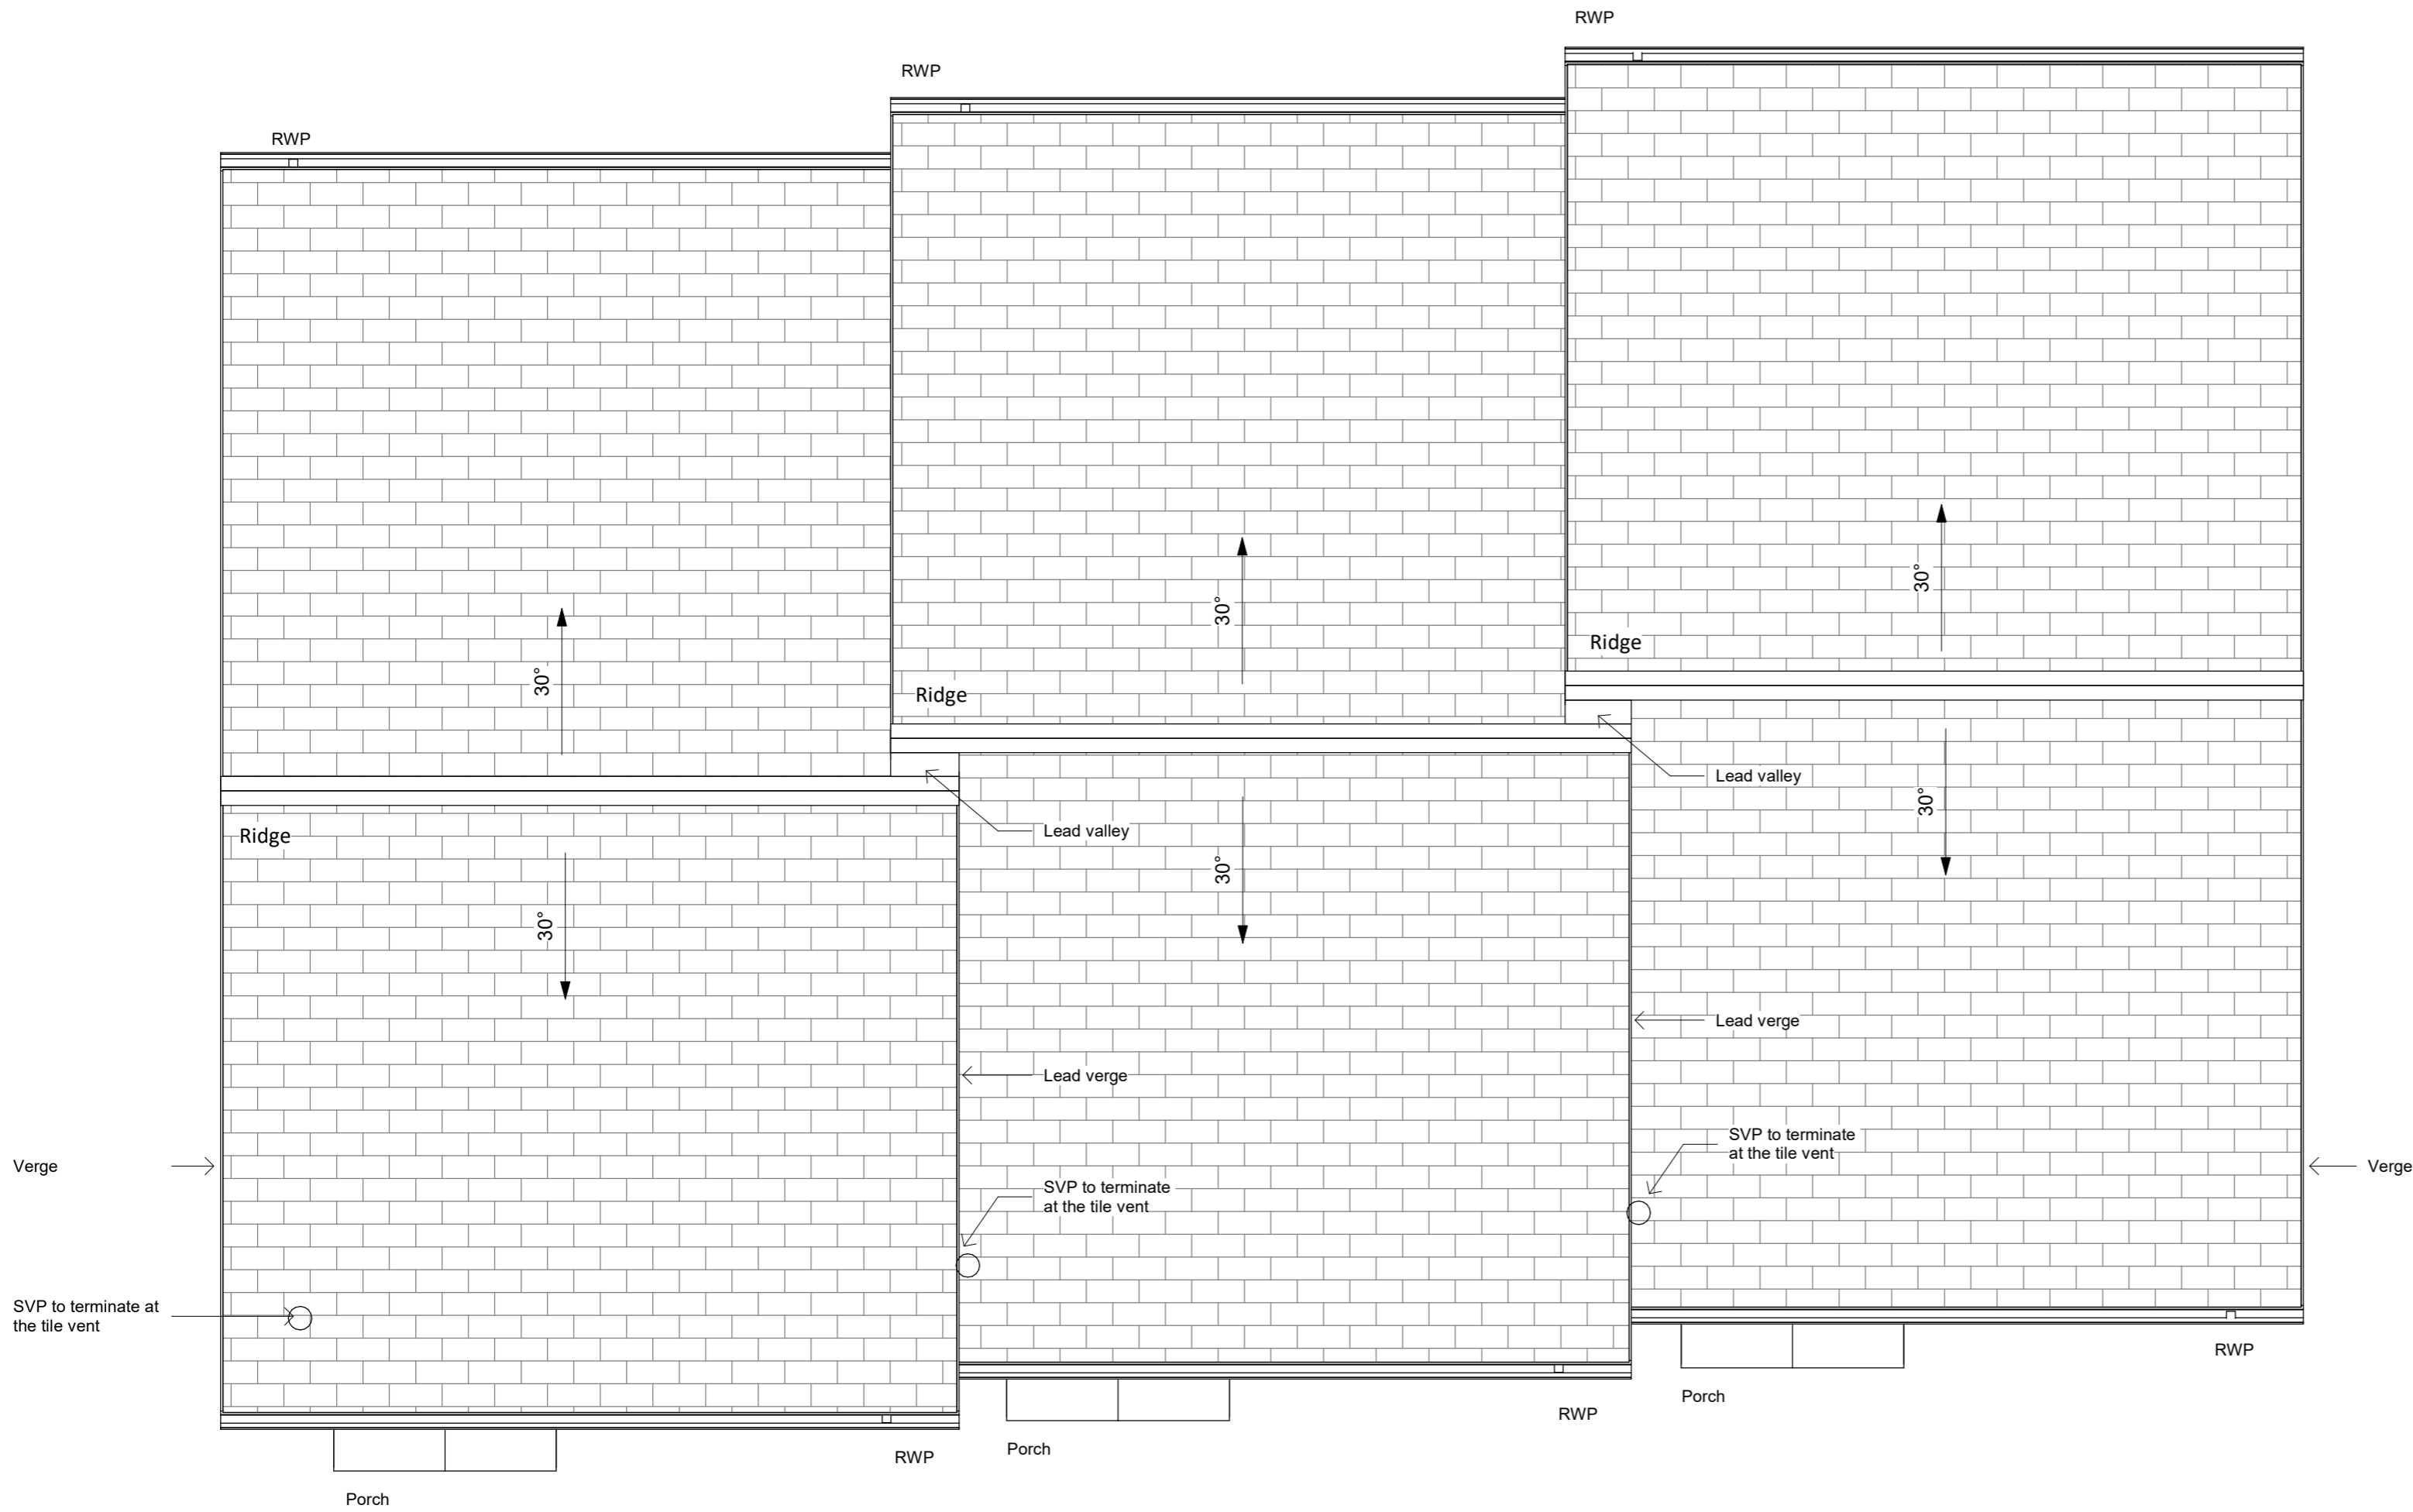 RWP
RWP
RWP
30°
30°
Ridge
30°
Ridge
Lead valley
30°
Lead valley
Ridge
30°
30°
Lead verge
Lead verge
SVP to terminate
at the tile vent
Verge
Verge
SVP to terminate
at the tile vent
SVP to terminate at
the tile vent
RWP
Porch
RWP
Porch
RWP
Porch